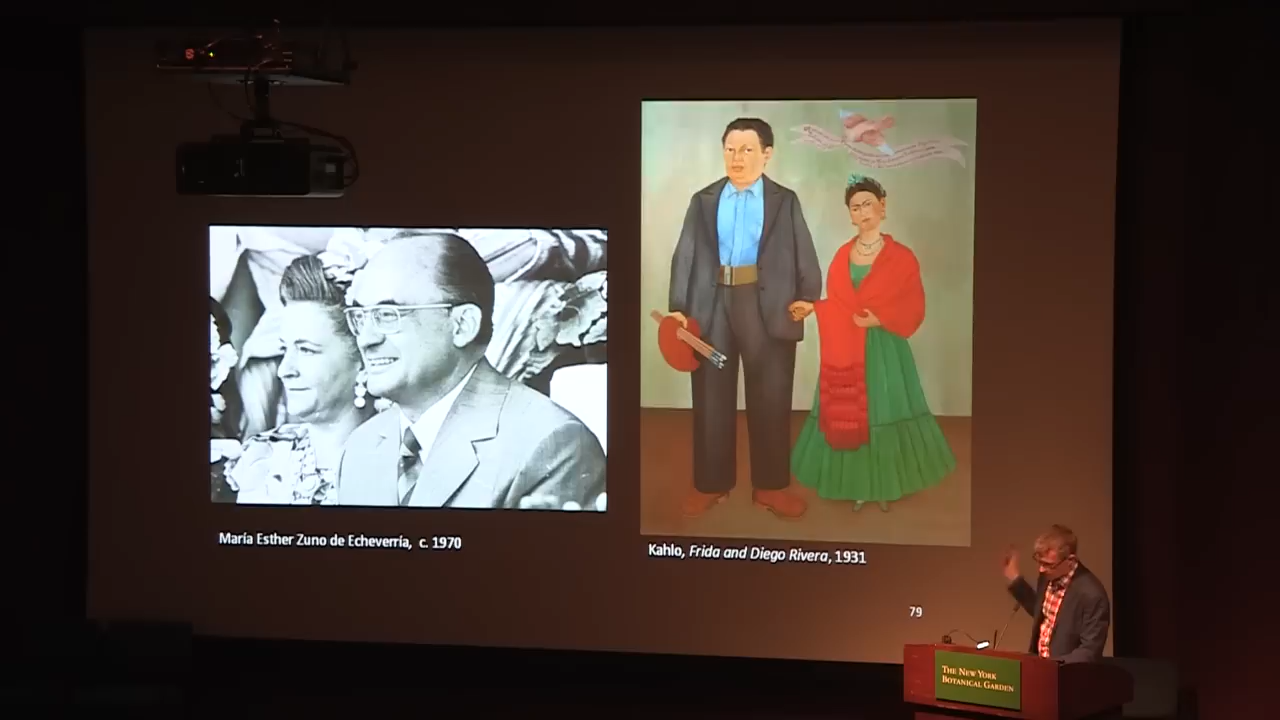 María Esther Zuno de Echeverría, c. 1970
Kahlo, Frida and Diego Rivera, 1931
79
THE NEW YORK
BOTANICAL GARDEN